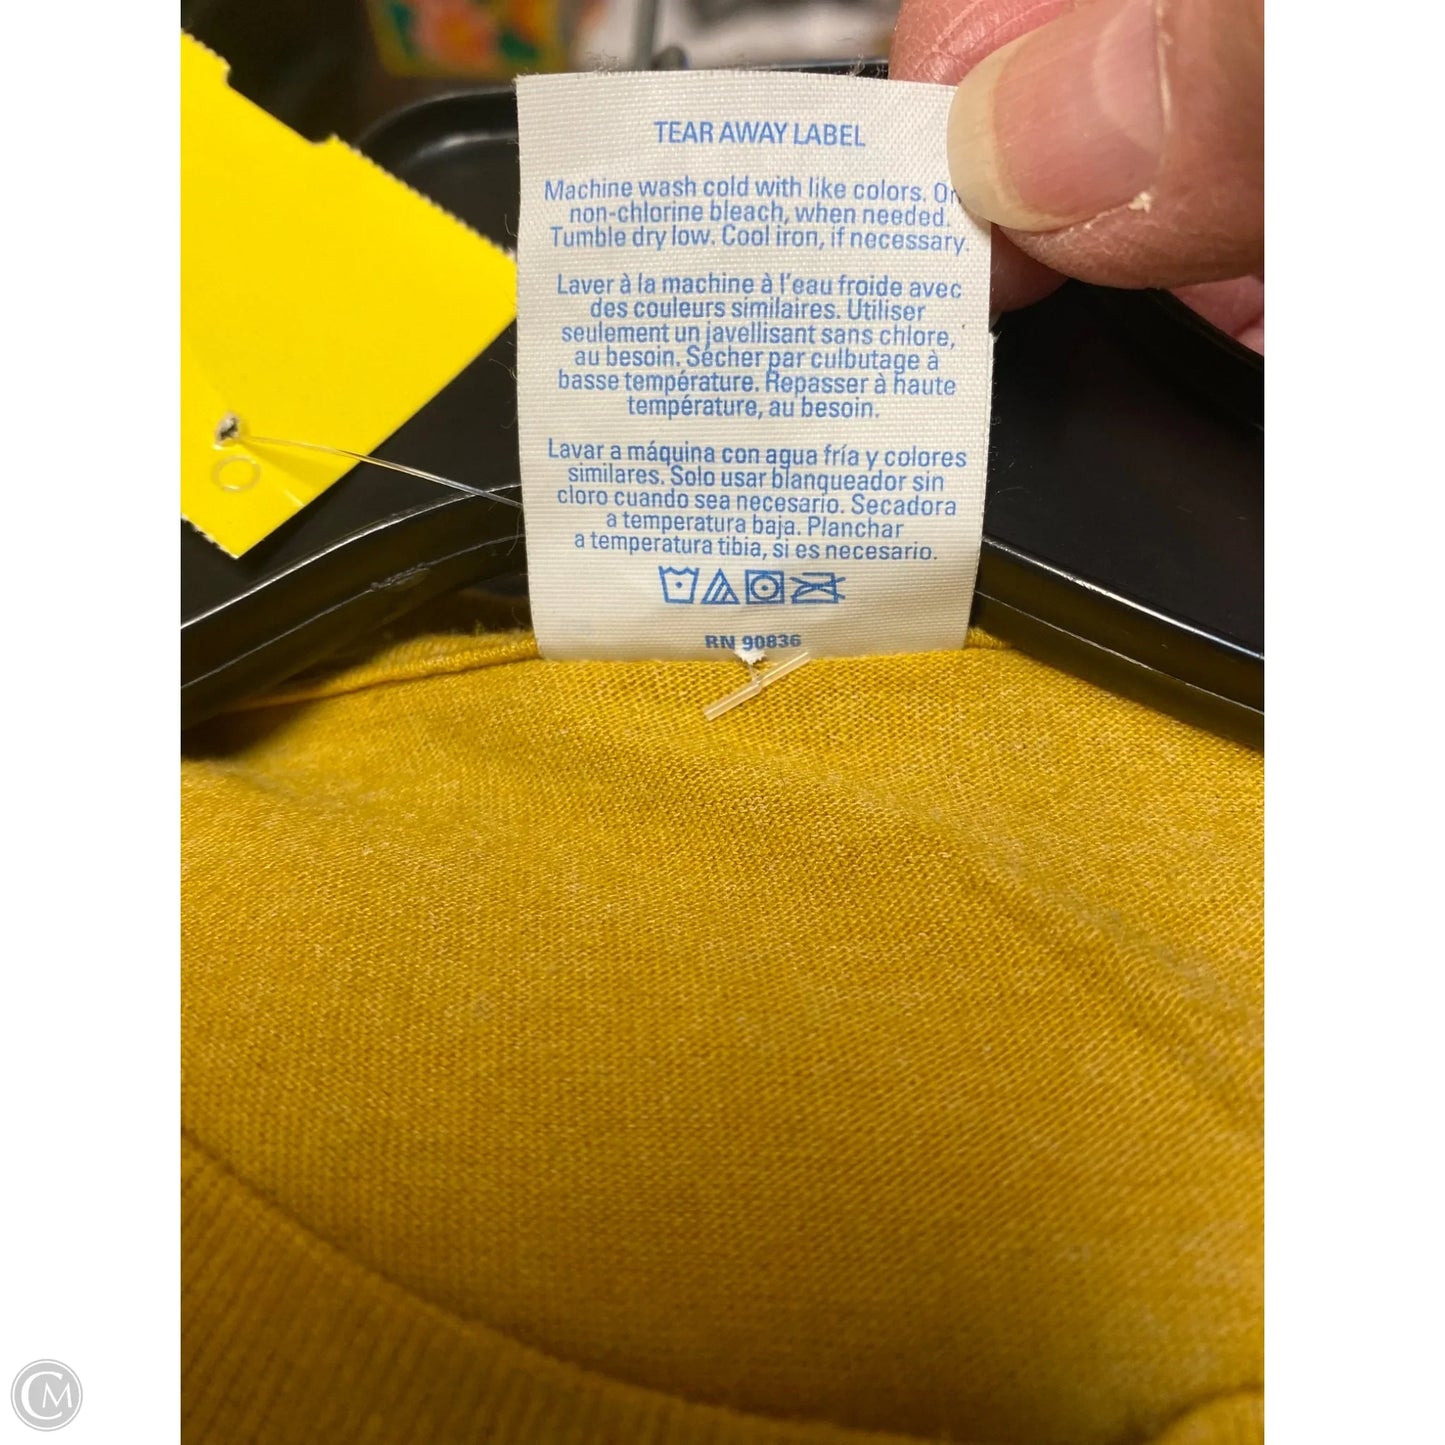 TEAR AWAY LABEL
Machine wash cold with like colors.
non-chlorine bleach, when needed.
Tumble dry low. Cool iron, if necessary.
Laver à la machine à l'eau froide avec
des couleurs similaires. Utiliser
seulement un javellisant sans chlore,
au besoin. Sécher par culbutage à
basse température. Repasser à haute
température, au besoin.
Lavar a máquina con agua fría y colores
similares. Solo usar blanqueador sin
cloro cuando sea necesario. Secadora
a temperatura baja. Planchar
a temperatura tibia, si es necesario.
RN 90836
CM